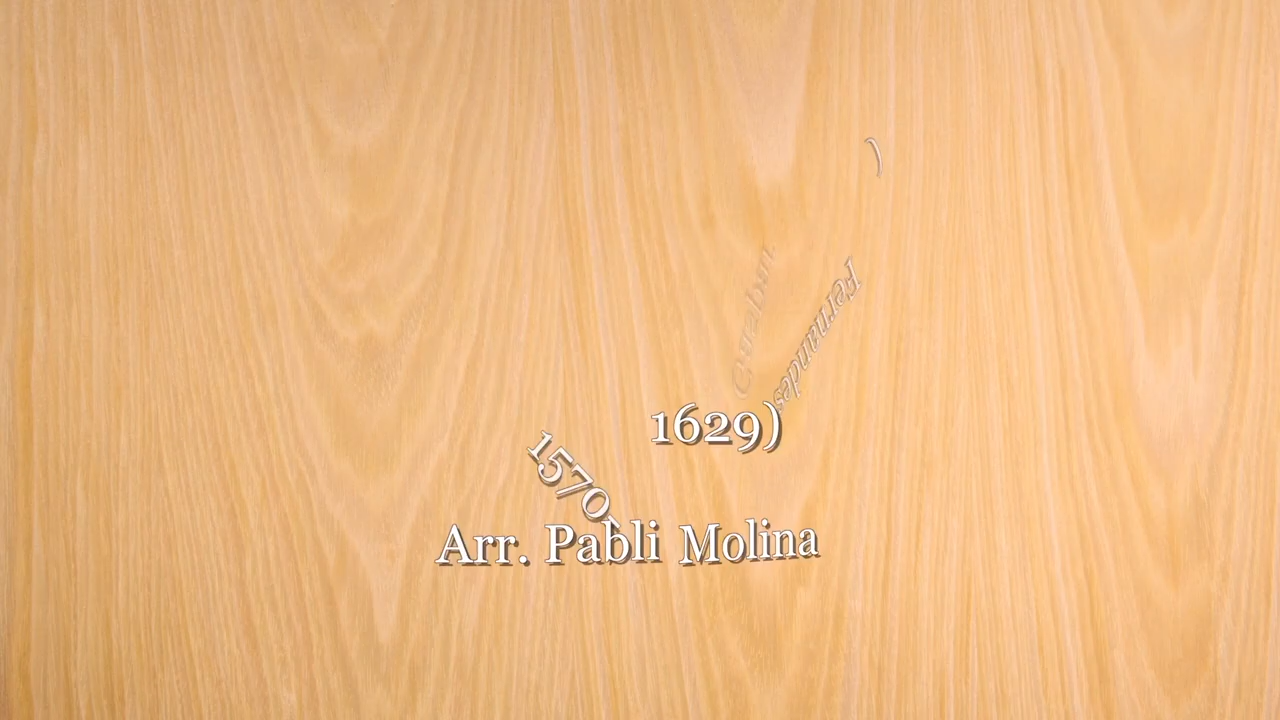 )
Fernandes
1629)
1570-
Arr. Pabli Molina